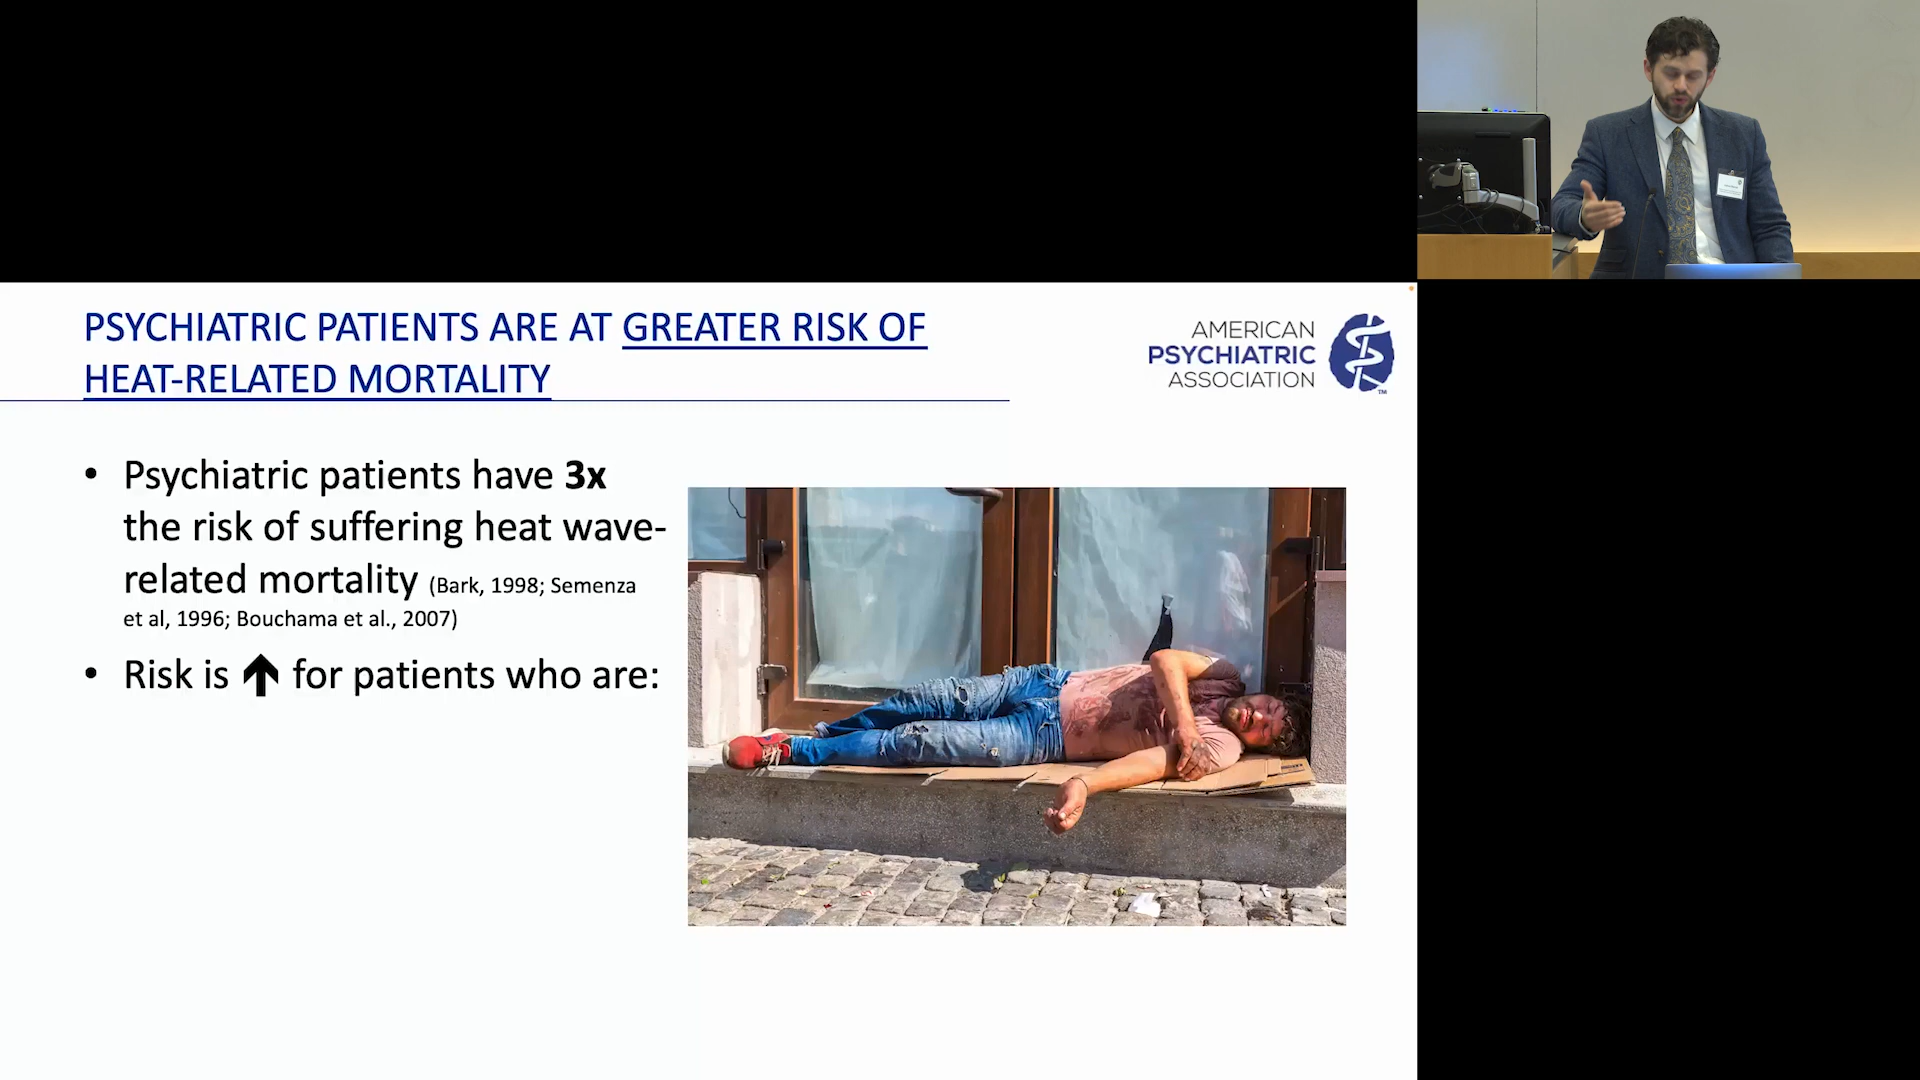 PSYCHIATRIC PATIENTS ARE AT GREATER RISK OF
HEAT-RELATED MORTALITY
AMERICAN
PSYCHIATRIC
ASSOCIATION
TM
• Psychiatric patients have 3x
the risk of suffering heat wave-
related mortality (Bark, 1998; Semenza
et al, 1996; Bouchama et al., 2007)
• Risk is ↑ for patients who are: